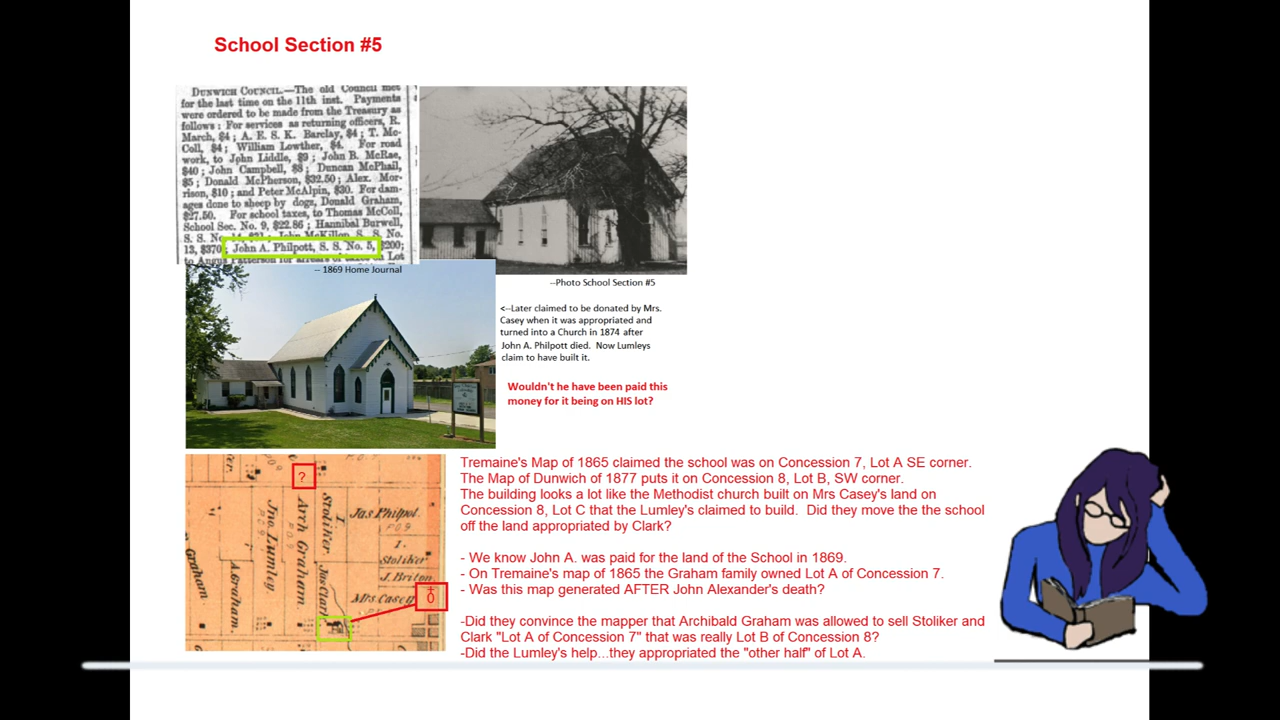 School Section #5
DUNWICH COUNCIL.—The old Council met
for the last time on the 11th inst. Payments
were ordered to be made from the Treasury as
follows: For services as returning officers, R.
March, $4; A. E. S. K. Barclay, $4; T. Mc-
Coll, $4; William Lowther, $4. For road
work, to John Liddle, $9; John B. McRae,
$40; John Campbell, $8; Duncan McPhail,
$5; Donald McPherson, $32.50; Alex. Mor-
rison, $10; and Peter McAlpin, $30. For dam-
ages done to sheep by dogs, Donald Graham,
$27.50. For school taxes, to Thomas McColl,
School Sec. No. 9, $22.86; Hannibal Burwell,
S. S. No. John McKillop, S. S. No.
13, $370; John A. Philpott, S. S. No. 5, $200;
to Angus Patterson for arrears of taxes on Lot
-- 1869 Home Journal
--Photo School Section #5
<--Later claimed to be donated by Mrs.
Casey when it was appropriated and
turned into a Church in 1874 after
John A. Philpott died. Now Lumleys
claim to have built it.
Wouldn't he have been paid this
money for it being on HIS lot?
?
Graham
Jno. Lumley.
A. Graham.
Arch Graham.
I. Stoliker.
Jas Clark
Jas Philpot.
I.
Stoliker
J. Briton.
Mrs. Casey
Tremaine's Map of 1865 claimed the school was on Concession 7, Lot A SE corner.
The Map of Dunwich of 1877 puts it on Concession 8, Lot B, SW corner.
The building looks a lot like the Methodist church built on Mrs Casey's land on
Concession 8, Lot C that the Lumley's claimed to build. Did they move the the school
off the land appropriated by Clark?
- We know John A. was paid for the land of the School in 1869.
- On Tremaine's map of 1865 the Graham family owned Lot A of Concession 7.
- Was this map generated AFTER John Alexander's death?
-Did they convince the mapper that Archibald Graham was allowed to sell Stoliker and
Clark "Lot A of Concession 7" that was really Lot B of Concession 8?
-Did the Lumley's help...they appropriated the "other half" of Lot A.